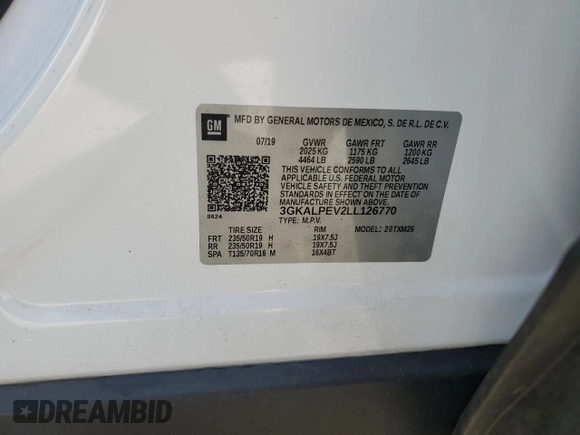 GM
MFD BY GENERAL MOTORS DE MEXICO, S. DE R.L. DE C.V.
07/19 GVWR GAWR FRT GAWR RR
2025 KG 1175 KG 1200 KG
4464 LB 2590 LB 2645 LB
THIS VEHICLE CONFORMS TO ALL
APPLICABLE U.S. FEDERAL MOTOR
VEHICLE SAFETY AND THEFT PREVENTION
STANDARDS IN EFFECT ON THE DATE OF
MANUFACTURE SHOWN ABOVE.
3GKALPEV2LL126770
0624 TYPE: M.P.V. MODEL: 20TXM26
TIRE SIZE RIM
FRT 235/50R19 H 19X7.5J
RR 235/50R19 H 19X7.5J
SPA T135/70R16 M 16X4BT
DREAMBID